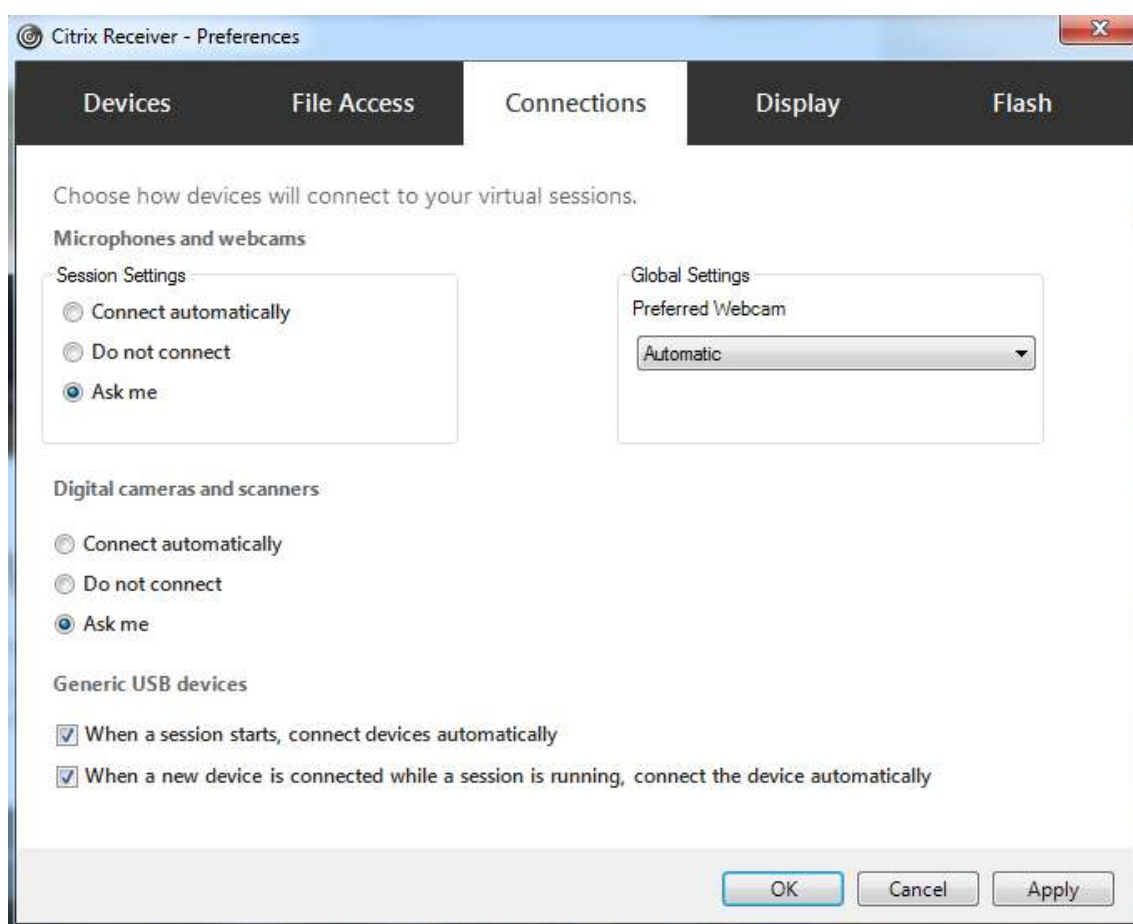 Citrix Receiver - Preferences
Devices File Access Connections Display Flash
Choose how devices will connect to your virtual sessions.
Microphones and webcams
Session Settings
Connect automatically
Do not connect
Ask me
Global Settings
Preferred Webcam
Automatic
Digital cameras and scanners
Connect automatically
Do not connect
Ask me
Generic USB devices
When a session starts, connect devices automatically
When a new device is connected while a session is running, connect the device automatically
OK Cancel Apply